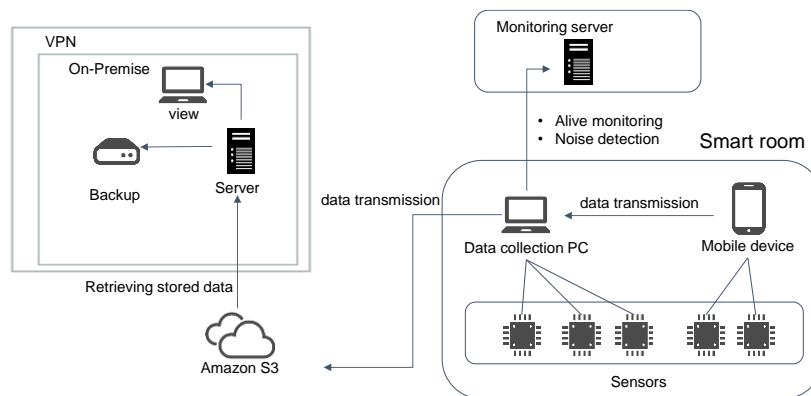 VPN
On-Premise
view
Backup
Server
Retrieving stored data
Amazon S3
Monitoring server
• Alive monitoring
• Noise detection
Smart room
data transmission
data transmission
Data collection PC
Mobile device
Sensors